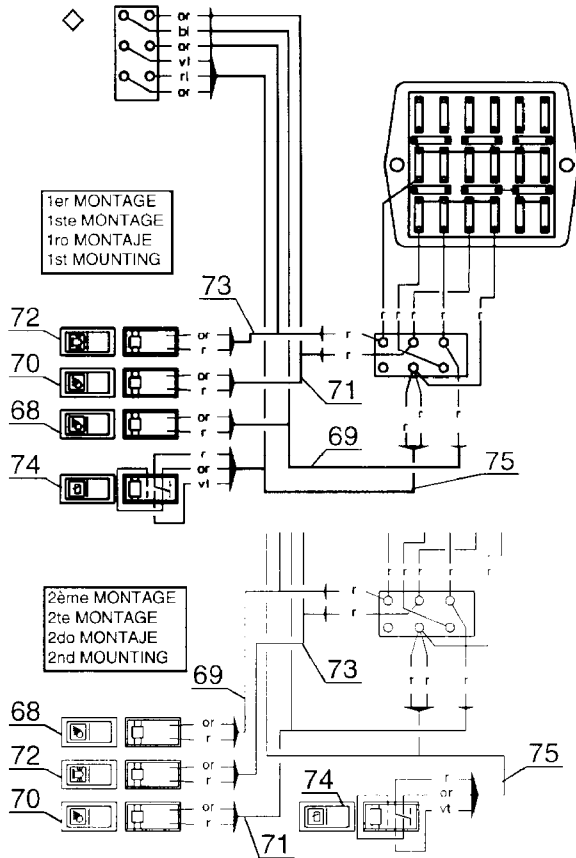 or
bl
or
vt
rl
or
1er MONTAGE
1ste MONTAGE
1ro MONTAJE
1st MOUNTING
r r r r r
73
72
or
r
r
70
or
r
r
71
68
or
r
r r r
69
74
r
or
vt
75
2ème MONTAGE
2te MONTAGE
2do MONTAJE
2nd MOUNTING
r r r r r
r
r
69
73
r r r
68
or
r
72
or
r
75
74
r
or
vt
70
or
r
71